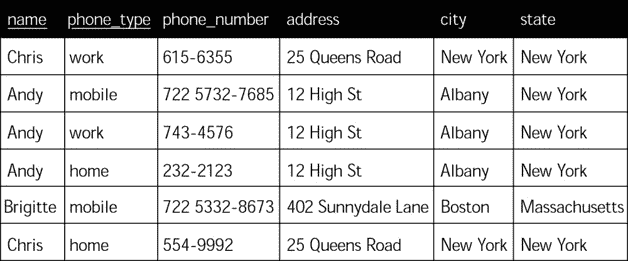 name phone_type phone_number address city state
Chris work 615-6355 25 Queens Road New York New York
Andy mobile 722 5732-7685 12 High St Albany New York
Andy work 743-4576 12 High St Albany New York
Andy home 232-2123 12 High St Albany New York
Brigitte mobile 722 5332-8673 402 Sunnydale Lane Boston Massachusetts
Chris home 554-9992 25 Queens Road New York New York